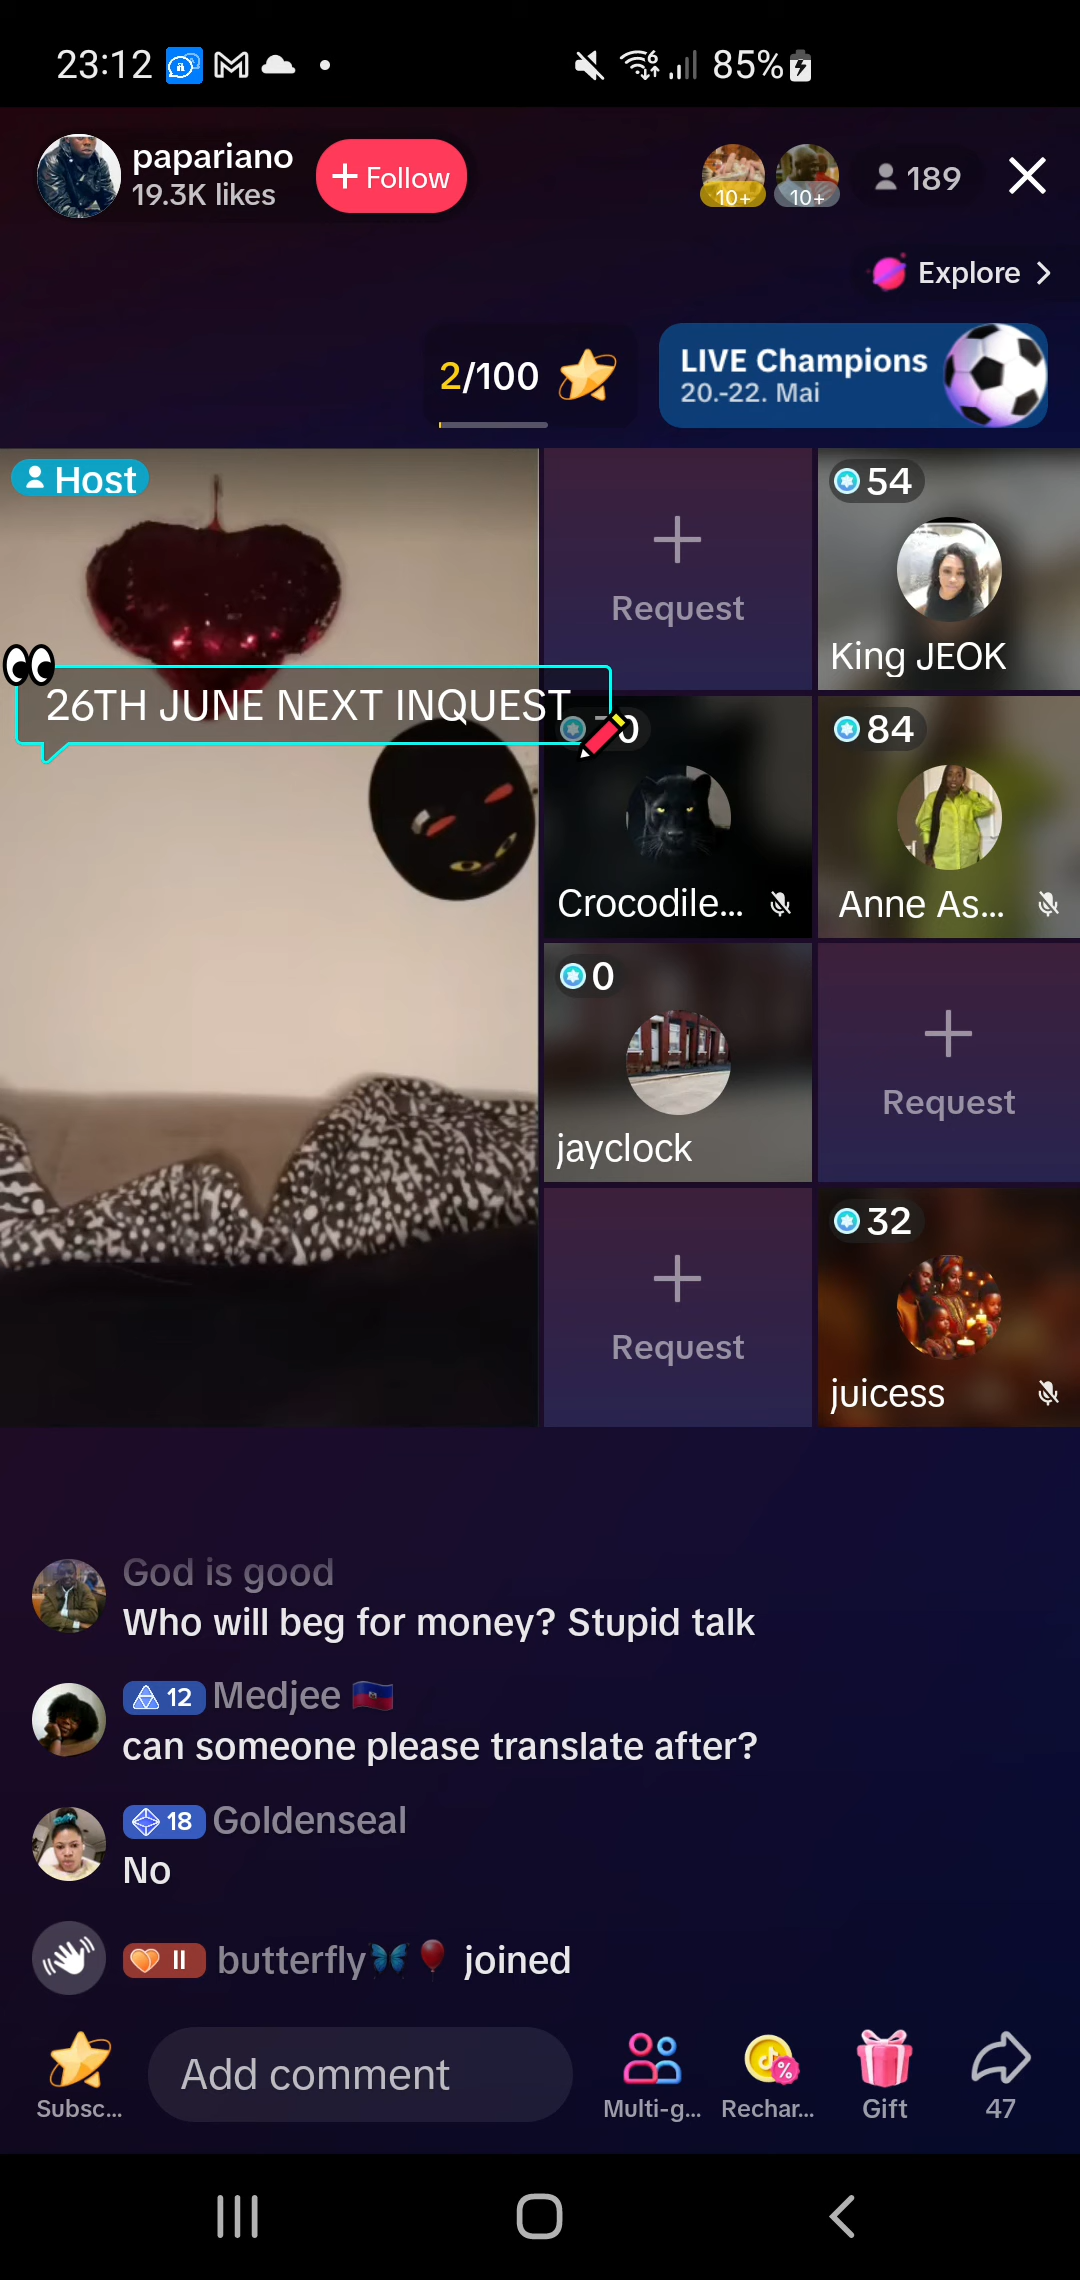 23:12
85%
papariano
19.3K likes
+ Follow
10+
10+
189
Explore
2/100
LIVE Champions
20.-22. Mai
Host
Request
54
King JEOK
26TH JUNE NEXT INQUEST
Crocodile...
84
Anne As...
0
jayclock
Request
Request
32
juicess
God is good
Who will beg for money? Stupid talk
12 Medjee 🇭🇹
can someone please translate after?
18 Goldenseal
No
II butterfly🦋🎈 joined
Subsc...
Add comment
Multi-g...
Rechar...
Gift
47